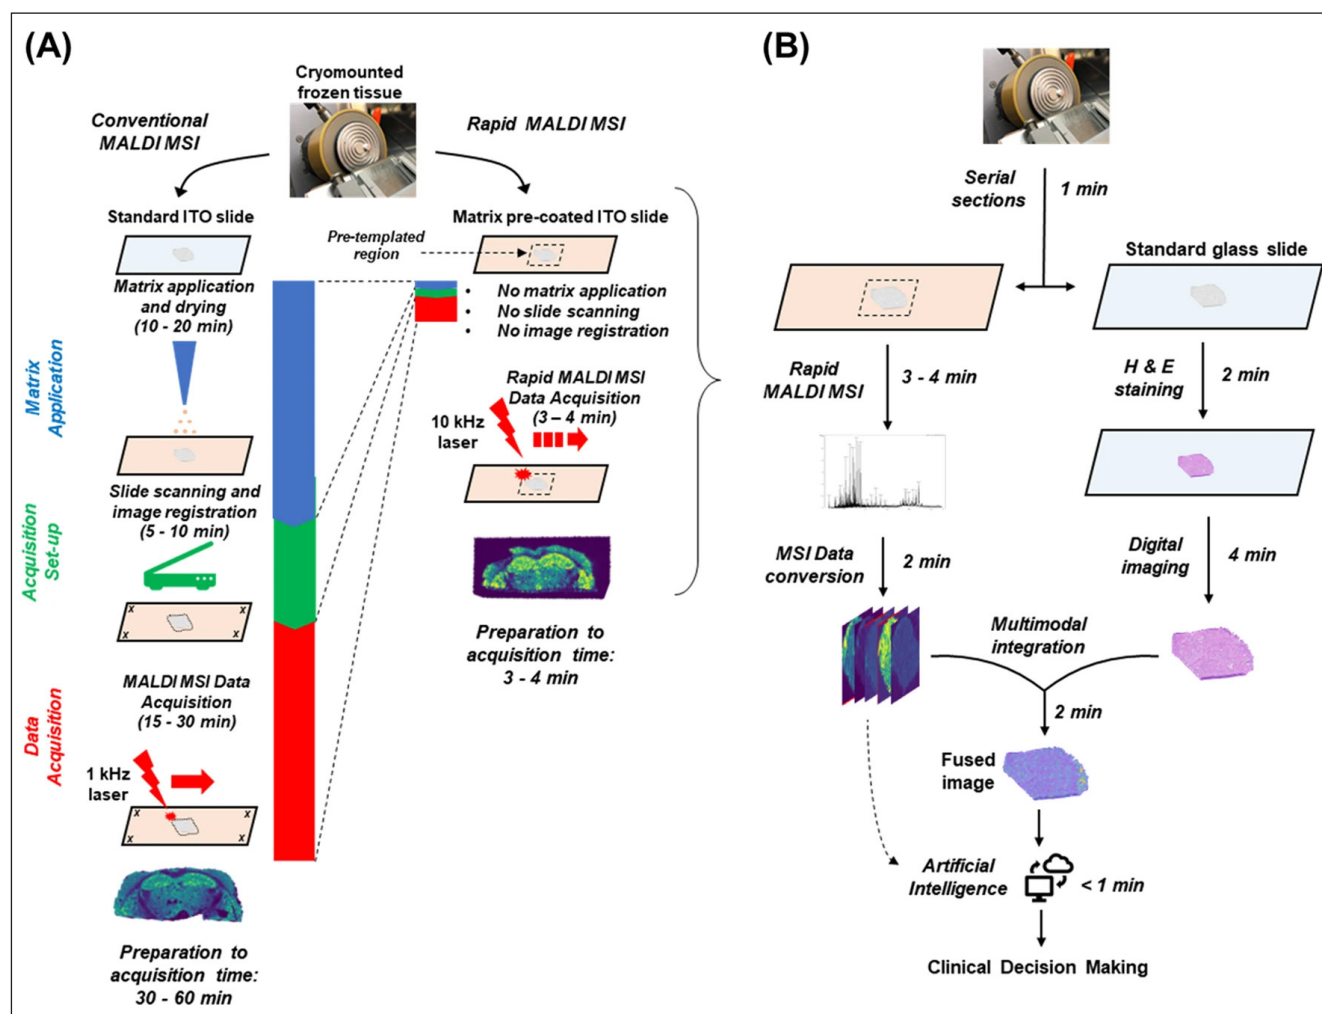 (A)
Cryomounted
frozen tissue
Conventional
MALDI MSI
Rapid MALDI MSI
Standard ITO slide
Matrix pre-coated ITO slide
Pre-templated
region
Matrix application
and drying
(10 - 20 min)
• No matrix application
• No slide scanning
• No image registration
Matrix
Application
Rapid MALDI MSI
Data Acquisition
(3 – 4 min)
10 kHz
laser
Slide scanning and
image registration
(5 - 10 min)
Acquisition
Set-up
x x
x x
Preparation to
acquisition time:
3 - 4 min
MALDI MSI Data
Acquisition
(15 - 30 min)
Data
Acquisition
1 kHz
laser
x x
x x
Preparation to
acquisition time:
30 - 60 min
(B)
Serial
sections
1 min
Standard glass slide
Rapid
MALDI MSI
3 - 4 min
H & E
staining
2 min
MSI Data
conversion
2 min
Digital
imaging
4 min
Multimodal
integration
2 min
Fused
image
Artificial
Intelligence
< 1 min
Clinical Decision Making